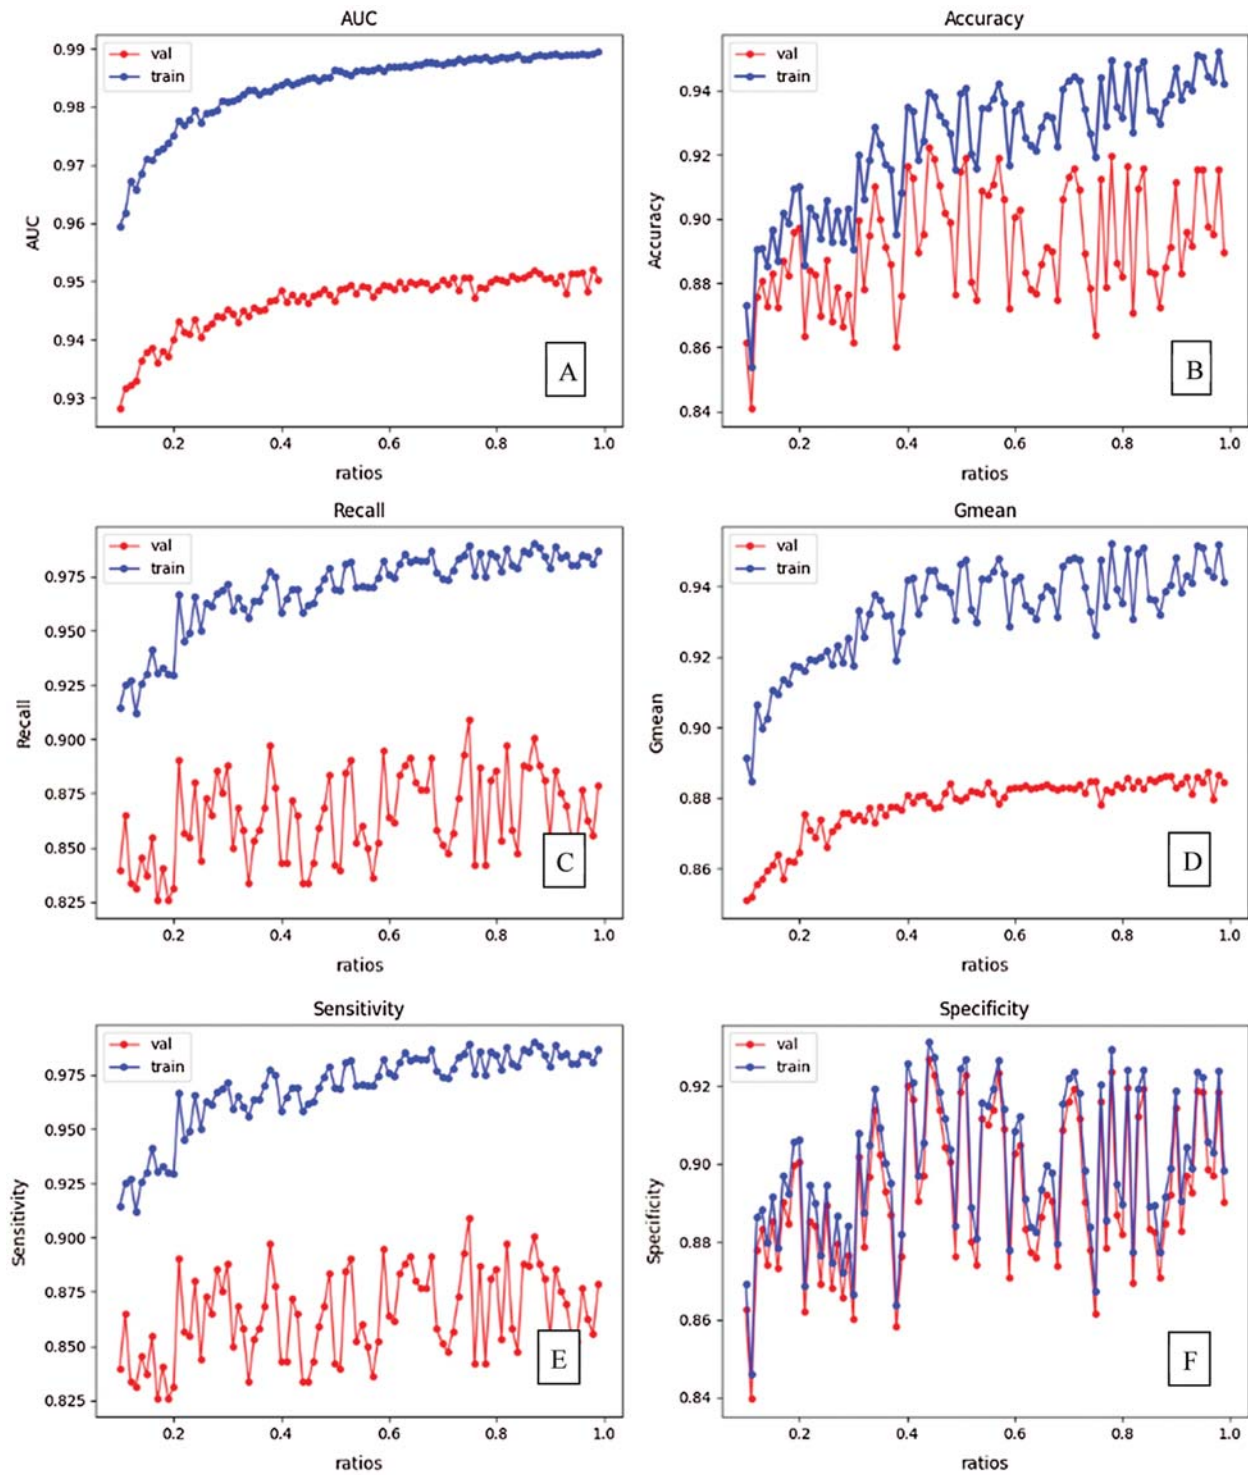 AUC
val
train
0.99
0.98
0.97
0.96
0.95
0.94
0.93
AUC
A
0.2 0.4 0.6 0.8 1.0
ratios
Accuracy
val
train
0.94
0.92
0.90
0.88
0.86
0.84
Accuracy
B
0.2 0.4 0.6 0.8 1.0
ratios
Recall
val
train
0.975
0.950
0.925
0.900
0.875
0.850
0.825
Recall
C
0.2 0.4 0.6 0.8 1.0
ratios
Gmean
val
train
0.94
0.92
0.90
0.88
0.86
Gmean
D
0.2 0.4 0.6 0.8 1.0
ratios
Sensitivity
val
train
0.975
0.950
0.925
0.900
0.875
0.850
0.825
Sensitivity
E
0.2 0.4 0.6 0.8 1.0
ratios
Specificity
val
train
0.92
0.90
0.88
0.86
0.84
Specificity
F
0.2 0.4 0.6 0.8 1.0
ratios